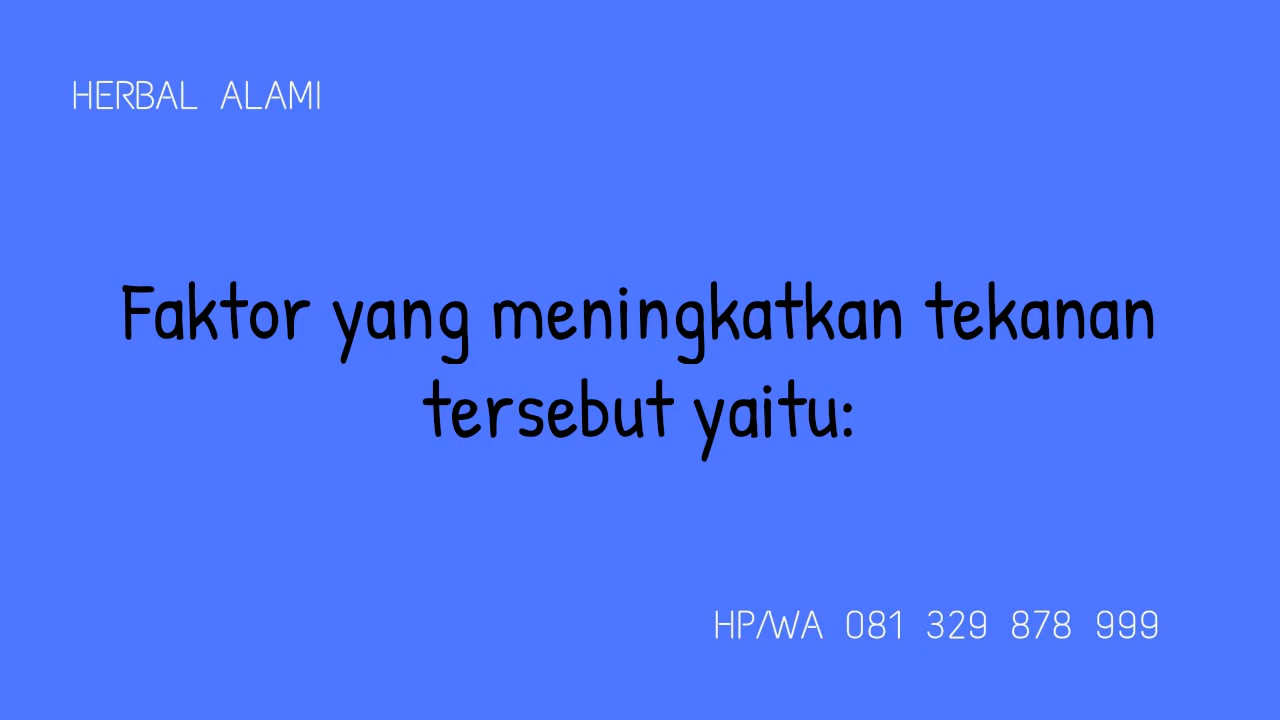 HERBAL ALAMI
Faktor yang meningkatkan tekanan
tersebut yaitu:
HP/WA 081 329 878 999